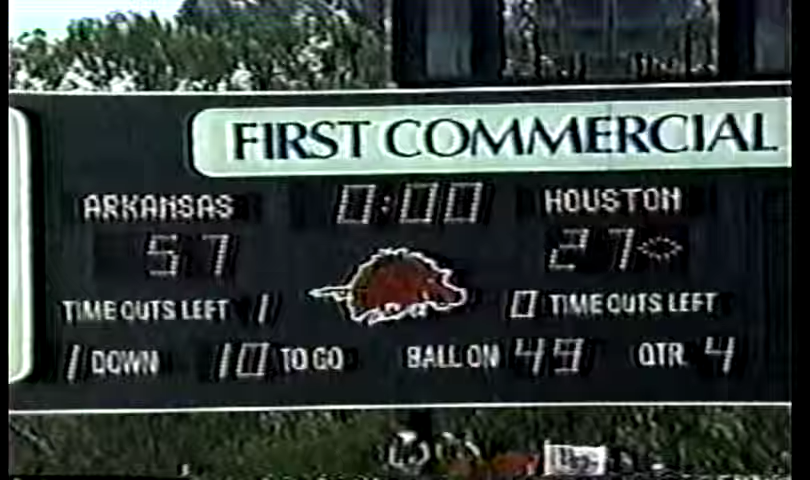 FIRST COMMERCIAL
ARKANSAS 0:00 HOUSTON
57 27
TIME OUTS LEFT 1 0 TIME OUTS LEFT
1 DOWN 10 TO GO BALL ON 49 QTR 4